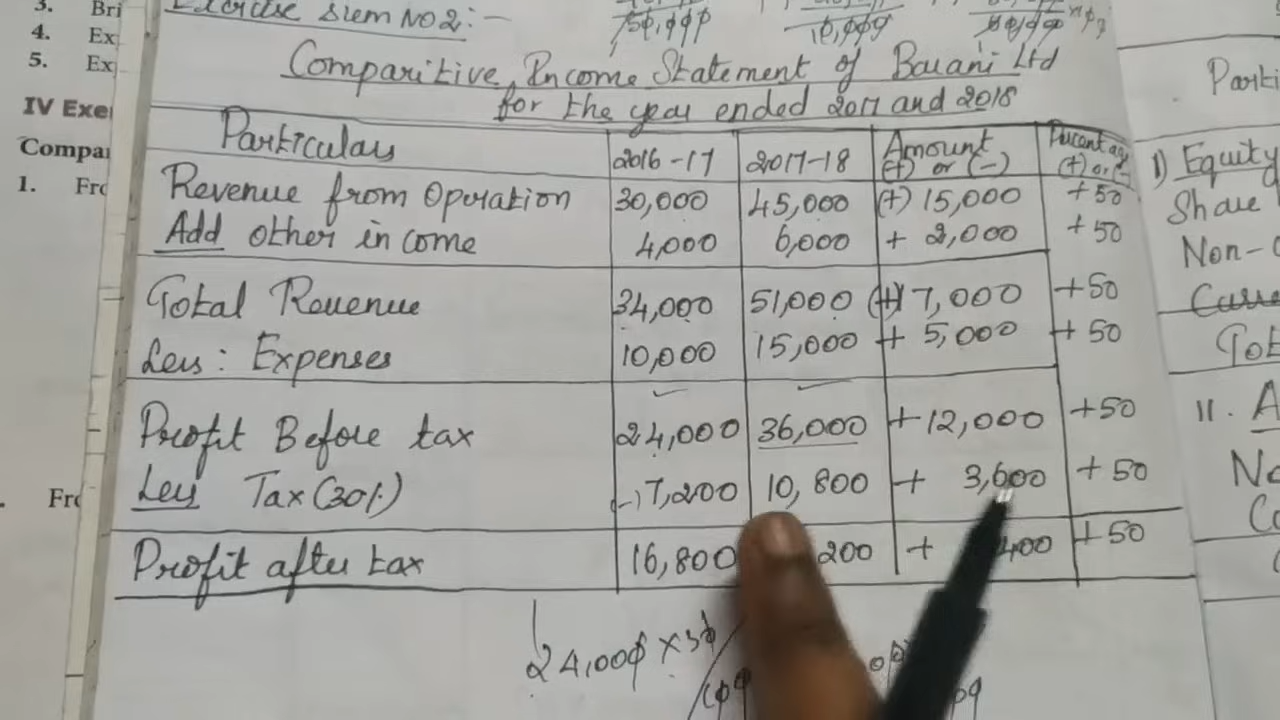 3. Bri
4. Ex
5. Ex
IV Exe
Compa
1. Fro
Fro
Exercise Sum No 2:-
Comparitive Income Statement of Barani Ltd
for the year ended 2017 and 2018
Particulars 2016-17 2017-18 Amount (+) or (-) Percentage (+) or (-)
Revenue from Operation 30,000 45,000 (+) 15,000 +50
Add other income 4,000 6,000 + 2,000 +50
Total Revenue 34,000 51,000 (+)17,000 +50
Less: Expenses 10,000 15,000 + 5,000 +50
Profit Before tax 24,000 36,000 +12,000 +50
Less Tax(30%) (-)7,200 10,800 + 3,600 +50
Profit after tax 16,800 200 + 400 +50
24,000 x 30
Parti
I) Equity
Share
Non-C
Curre
Tot
II. A
No